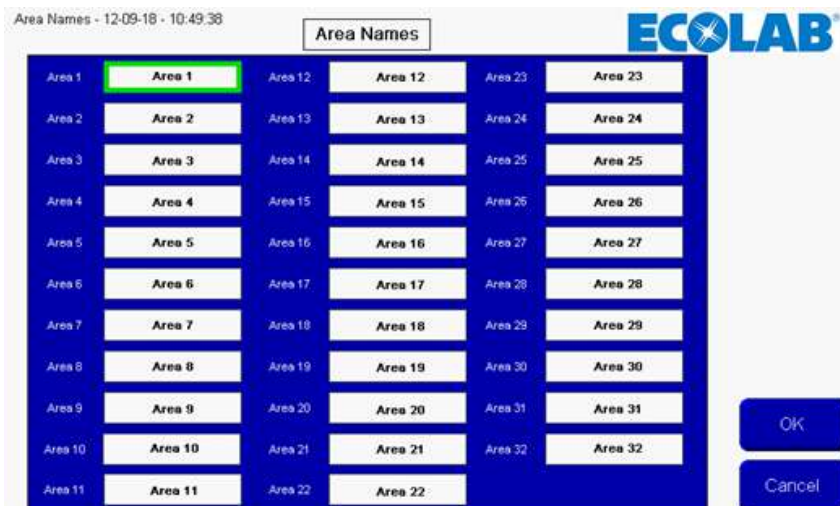 Area Names - 12-09-18 - 10:49:38
Area Names
ECOLAB
Area 1 Area 1 Area 12 Area 12 Area 23 Area 23
Area 2 Area 2 Area 13 Area 13 Area 24 Area 24
Area 3 Area 3 Area 14 Area 14 Area 25 Area 25
Area 4 Area 4 Area 15 Area 15 Area 26 Area 26
Area 5 Area 5 Area 16 Area 16 Area 27 Area 27
Area 6 Area 6 Area 17 Area 17 Area 28 Area 28
Area 7 Area 7 Area 18 Area 18 Area 29 Area 29
Area 8 Area 8 Area 19 Area 19 Area 30 Area 30
Area 9 Area 9 Area 20 Area 20 Area 31 Area 31
OK
Area 10 Area 10 Area 21 Area 21 Area 32 Area 32
Area 11 Area 11 Area 22 Area 22
Cancel